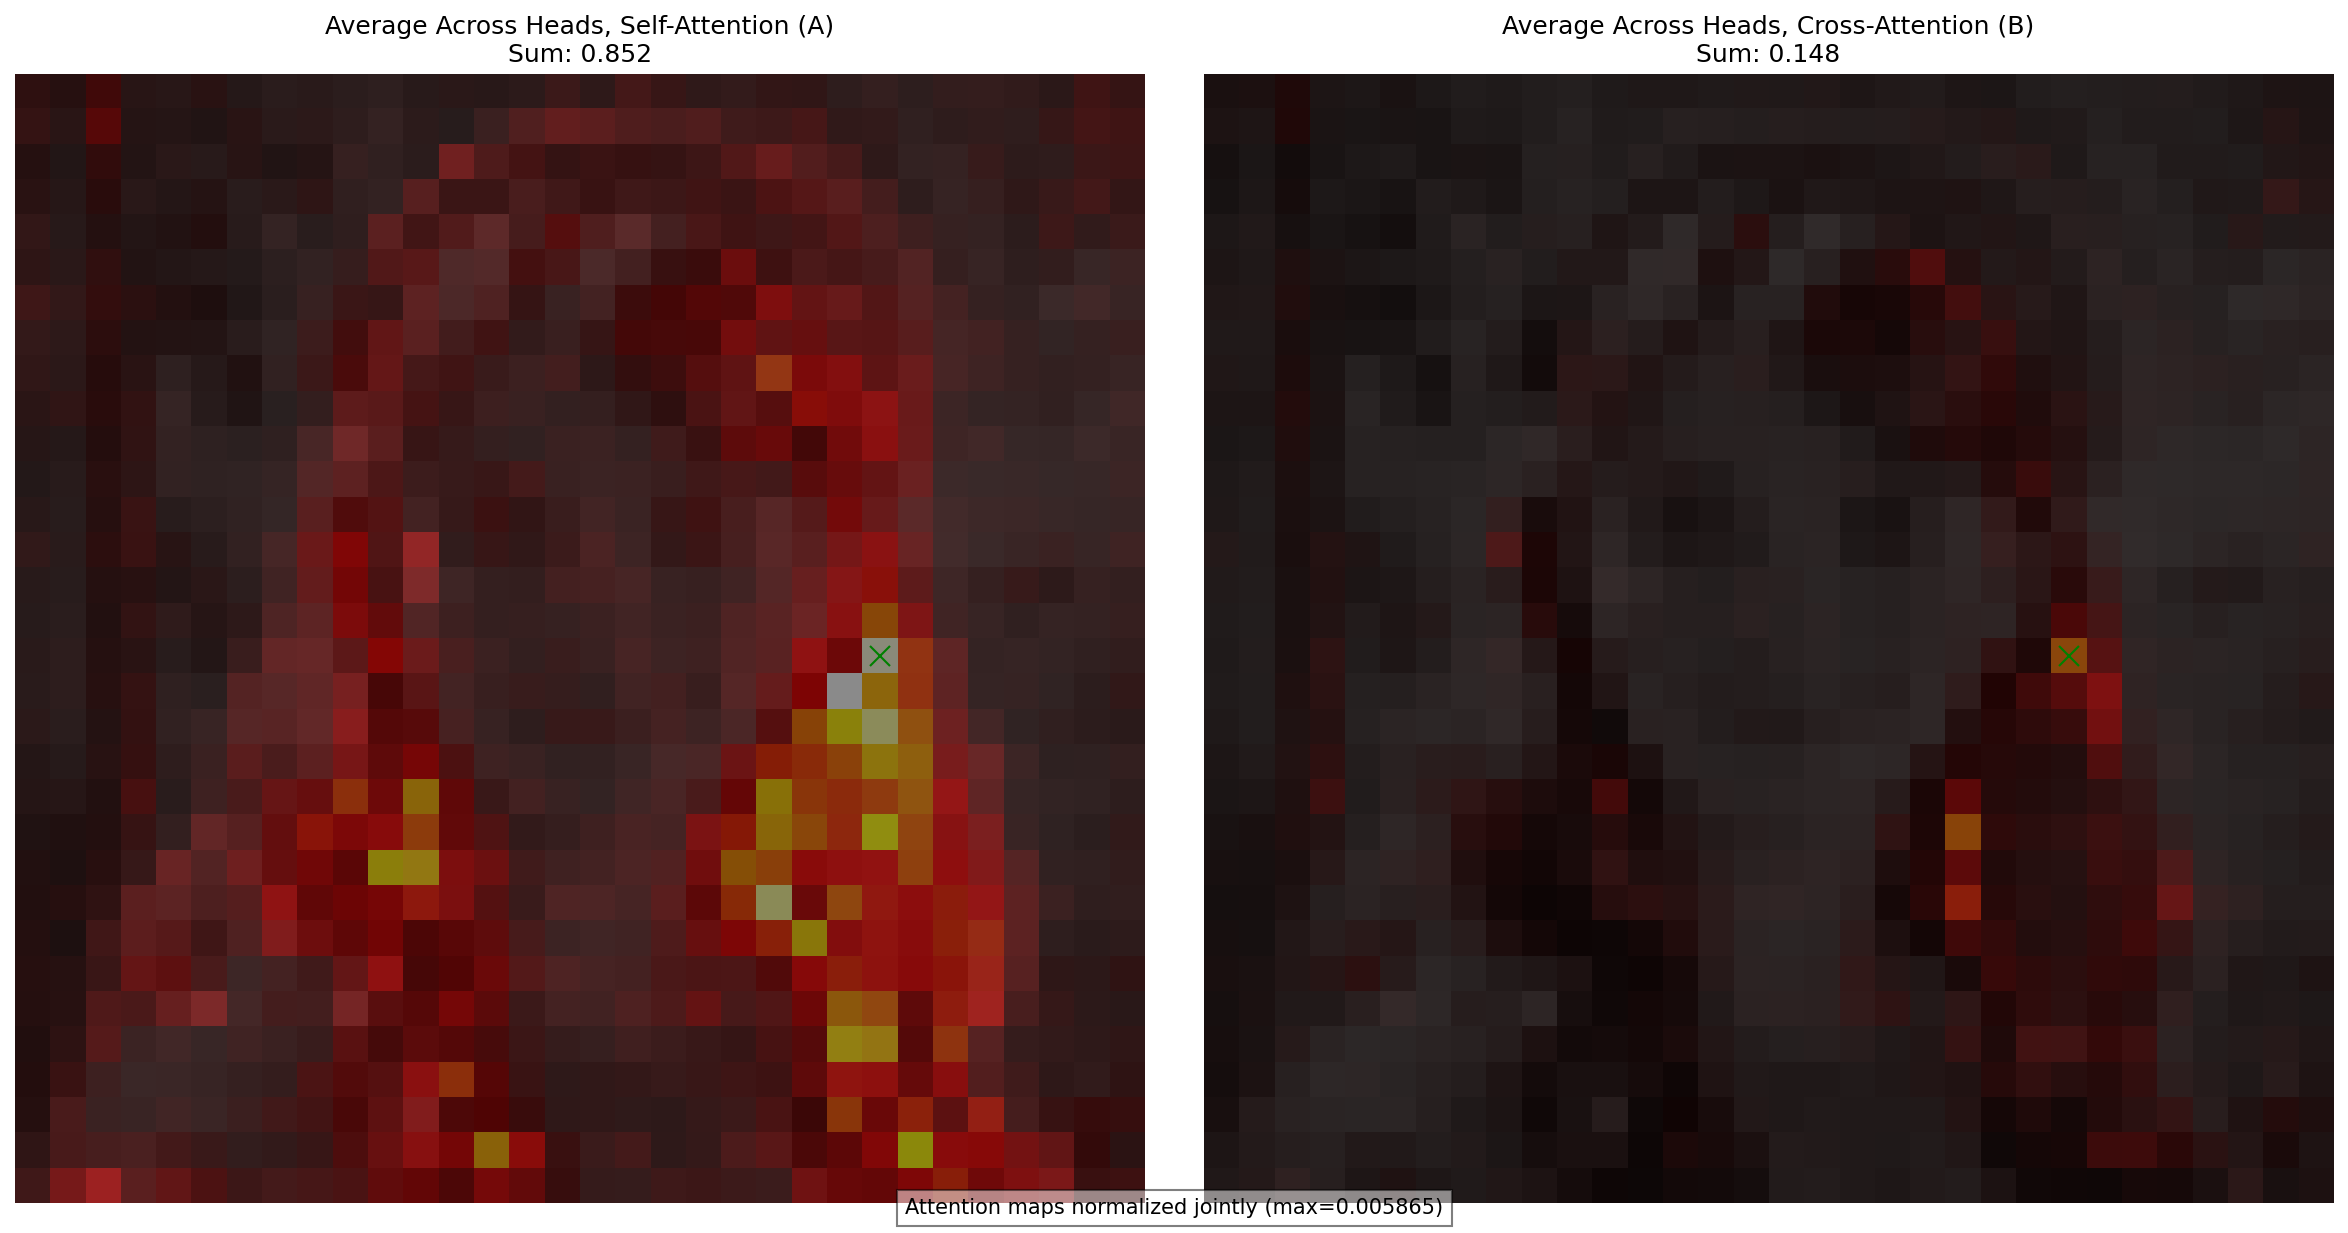 Average Across Heads, Self-Attention (A)
Sum: 0.852
Average Across Heads, Cross-Attention (B)
Sum: 0.148
Attention maps normalized jointly (max=0.005865)